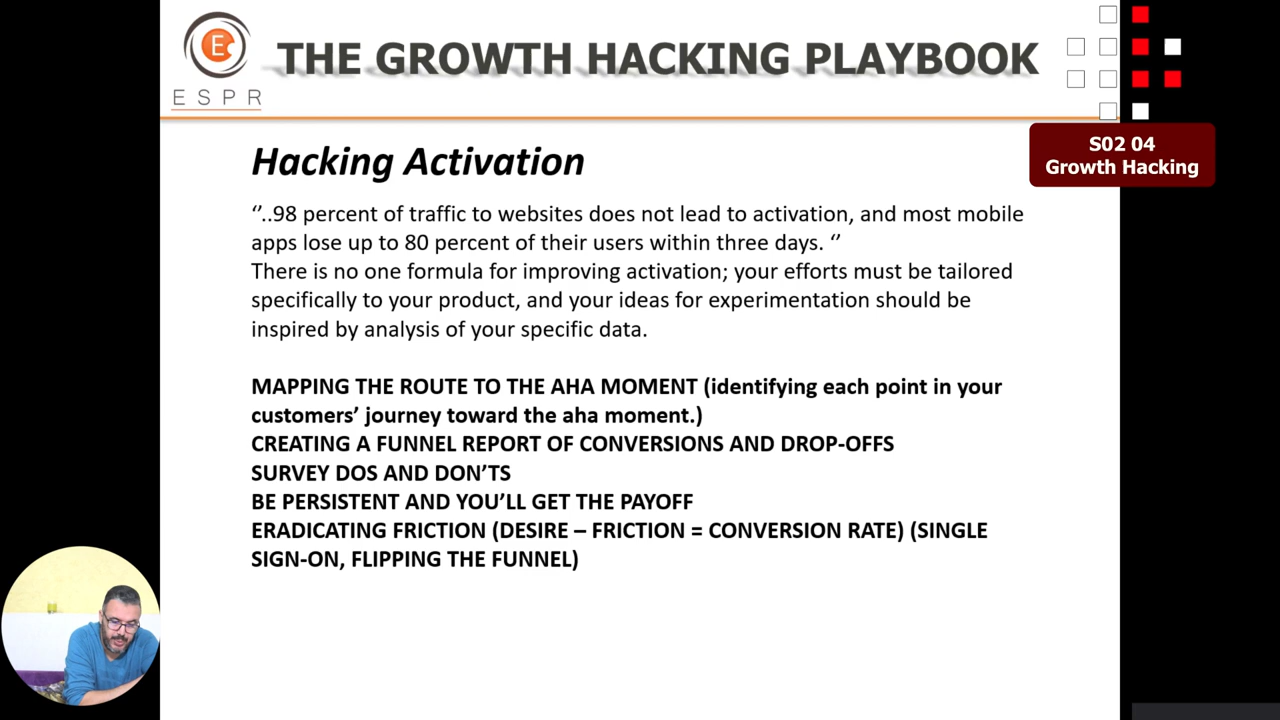 E
E S P R
THE GROWTH HACKING PLAYBOOK
S02 04
Growth Hacking
Hacking Activation
‘’..98 percent of traffic to websites does not lead to activation, and most mobile
apps lose up to 80 percent of their users within three days. ‘’
There is no one formula for improving activation; your efforts must be tailored
specifically to your product, and your ideas for experimentation should be
inspired by analysis of your specific data.
MAPPING THE ROUTE TO THE AHA MOMENT (identifying each point in your
customers’ journey toward the aha moment.)
CREATING A FUNNEL REPORT OF CONVERSIONS AND DROP-OFFS
SURVEY DOS AND DON’TS
BE PERSISTENT AND YOU’LL GET THE PAYOFF
ERADICATING FRICTION (DESIRE – FRICTION = CONVERSION RATE) (SINGLE
SIGN-ON, FLIPPING THE FUNNEL)